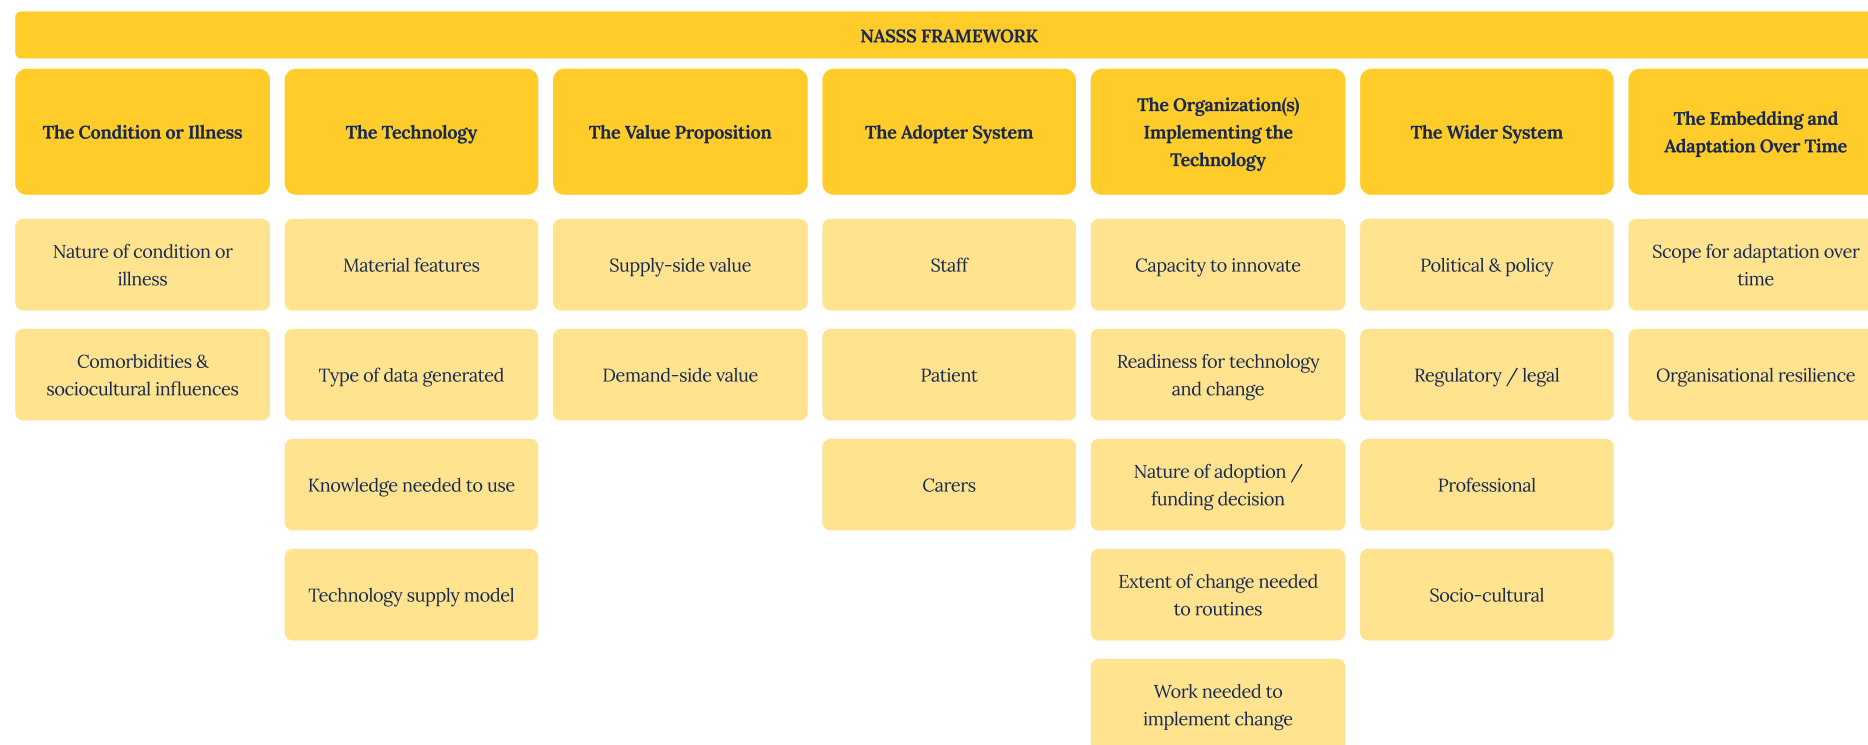 NASSS FRAMEWORK
The Condition or Illness
The Technology
The Value Proposition
The Adopter System
The Organization(s)
Implementing the
Technology
The Wider System
The Embedding and
Adaptation Over Time
Nature of condition or
illness
Material features
Supply-side value
Staff
Capacity to innovate
Political & policy
Scope for adaptation over
time
Comorbidities &
sociocultural influences
Type of data generated
Demand-side value
Patient
Readiness for technology
and change
Regulatory / legal
Organisational resilience
Knowledge needed to use
Carers
Nature of adoption /
funding decision
Professional
Technology supply model
Extent of change needed
to routines
Socio-cultural
Work needed to
implement change